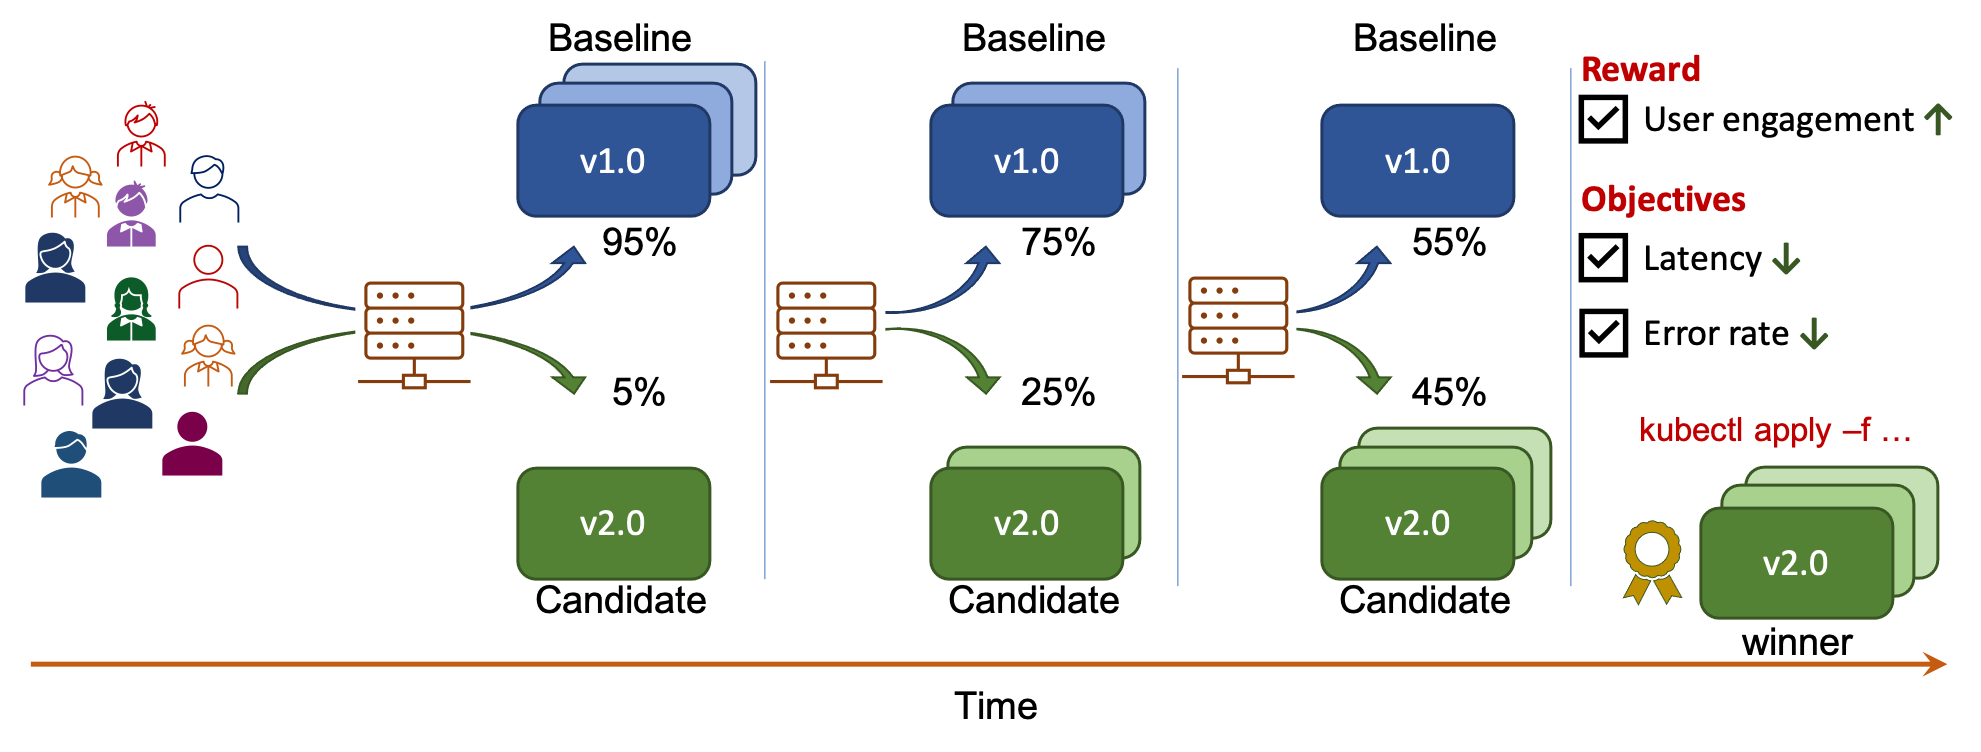 Baseline
v1.0
95%
5%
v2.0
Candidate
Baseline
v1.0
75%
25%
v2.0
Candidate
Baseline
v1.0
55%
45%
v2.0
Candidate
Reward
User engagement
Objectives
Latency
Error rate
kubectl apply –f ...
v2.0
winner
Time